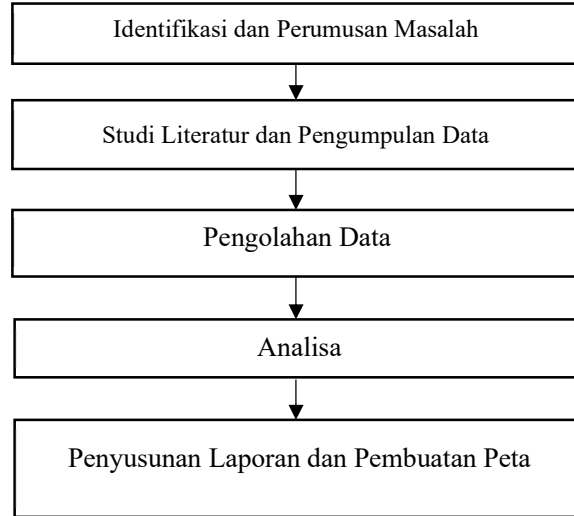 Identifikasi dan Perumusan Masalah
Studi Literatur dan Pengumpulan Data
Pengolahan Data
Analisa
Penyusunan Laporan dan Pembuatan Peta